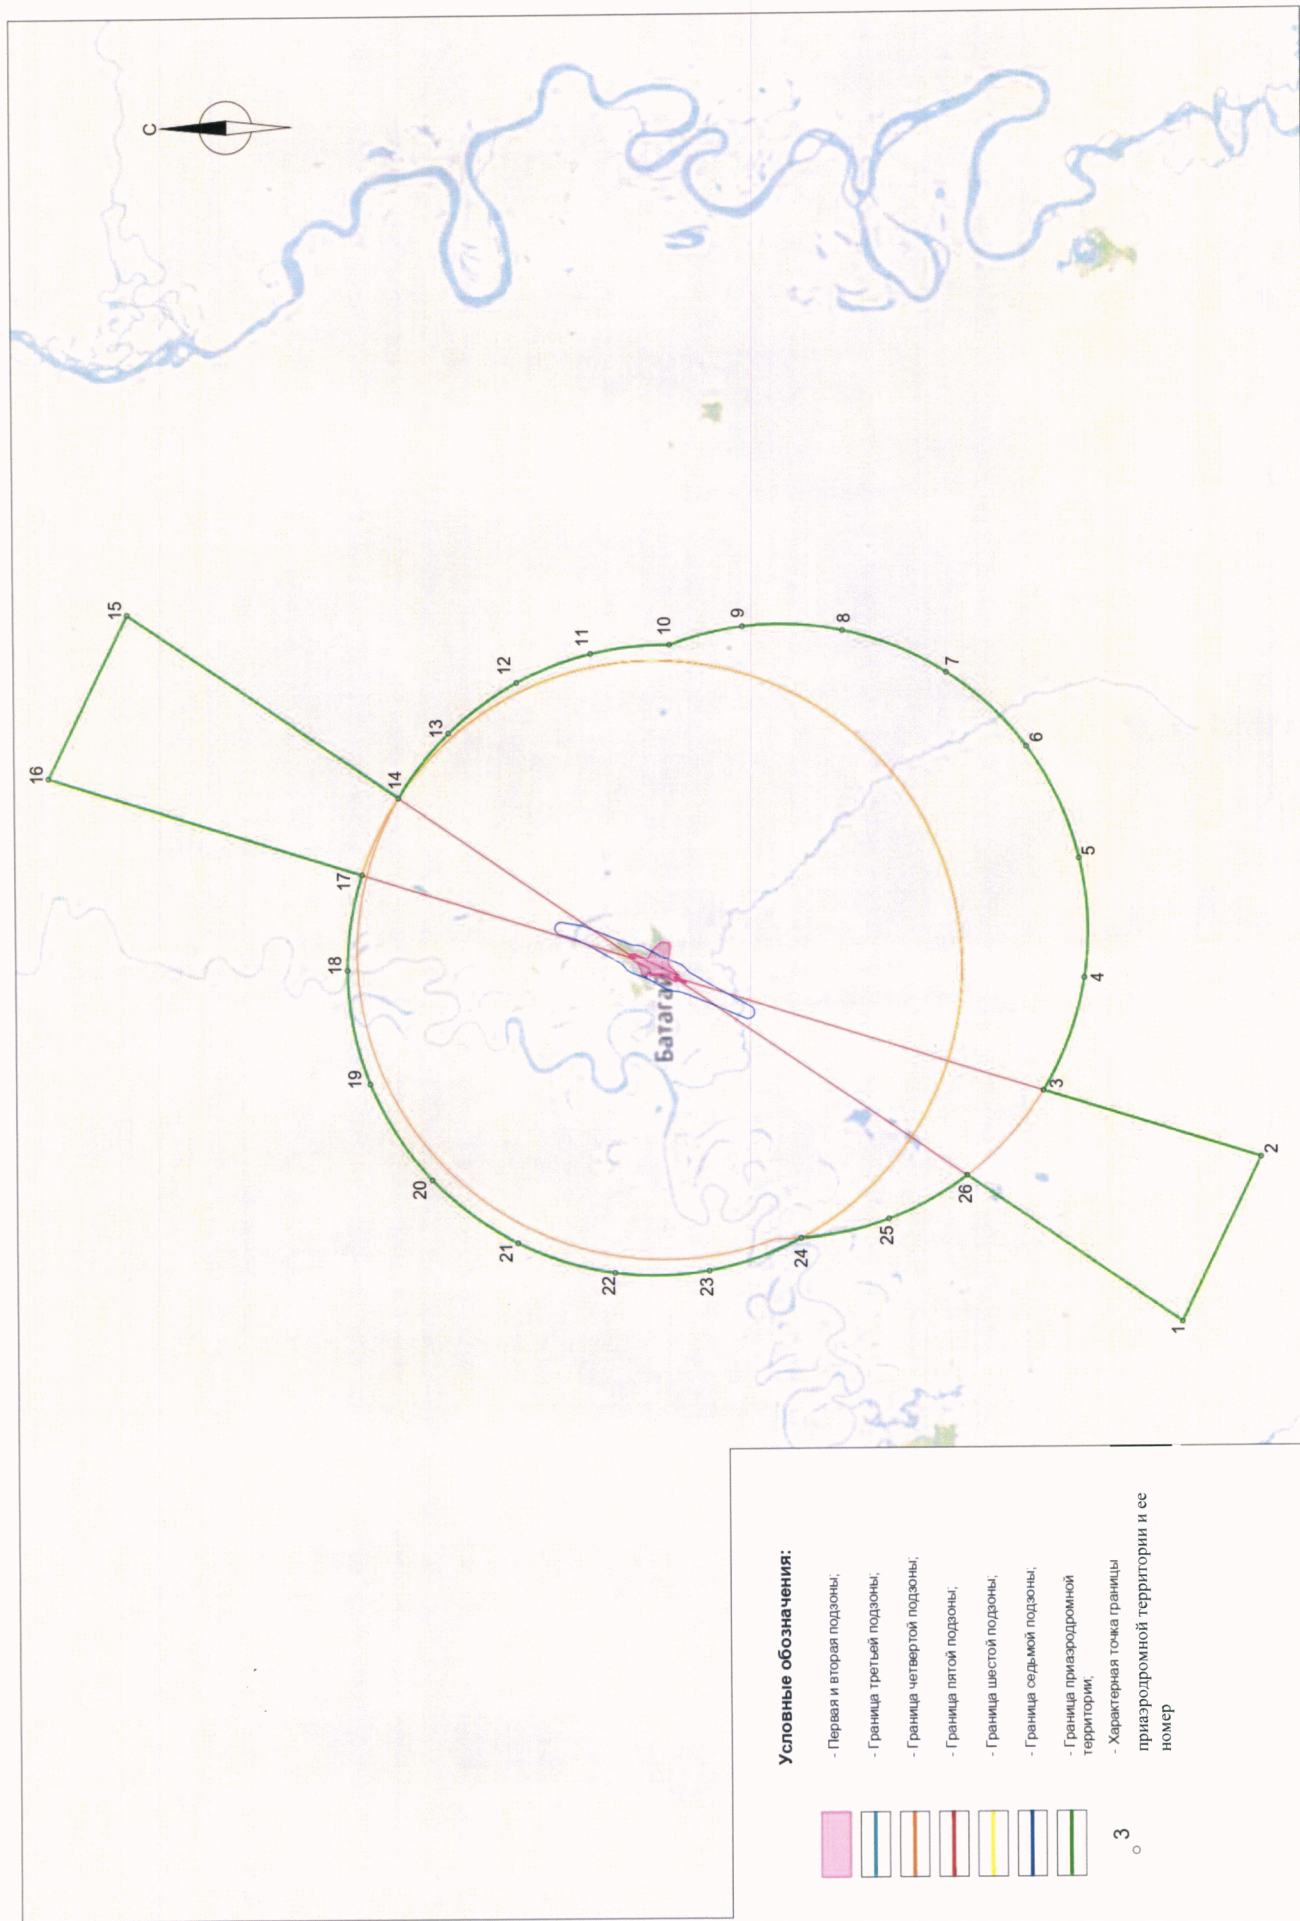 С
16
15
14
13
12
11
10
9
8
7
6
5
4
3
2
1
17
18
19
20
21
22
23
24
25
26
Батагай
Условные обозначения:
- Первая и вторая подзоны;
- Граница третьей подзоны;
- Граница четвертой подзоны;
- Граница пятой подзоны;
- Граница шестой подзоны;
- Граница седьмой подзоны;
- Граница приаэродромной
территории;
3
- Характерная точка границы
приаэродромной территории и ее
номер